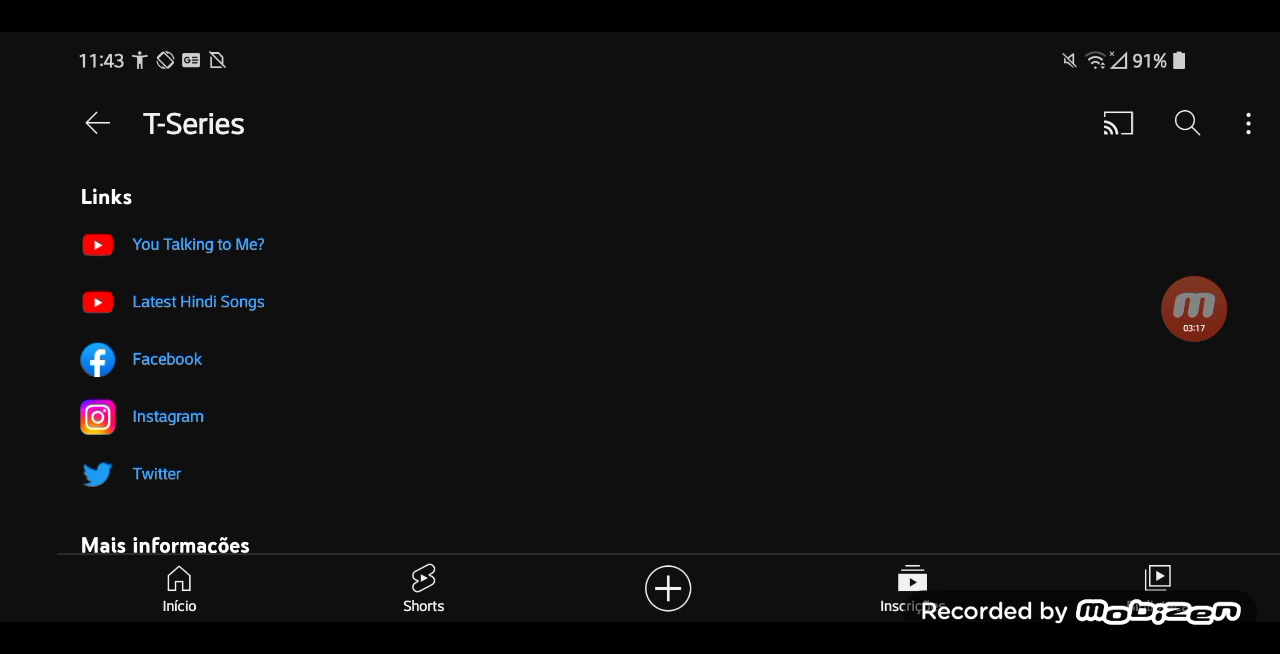 11:43
91%
T-Series
Links
You Talking to Me?
Latest Hindi Songs
03:17
Facebook
Instagram
Twitter
Mais informações
Início
Shorts
Recorded by mobizen